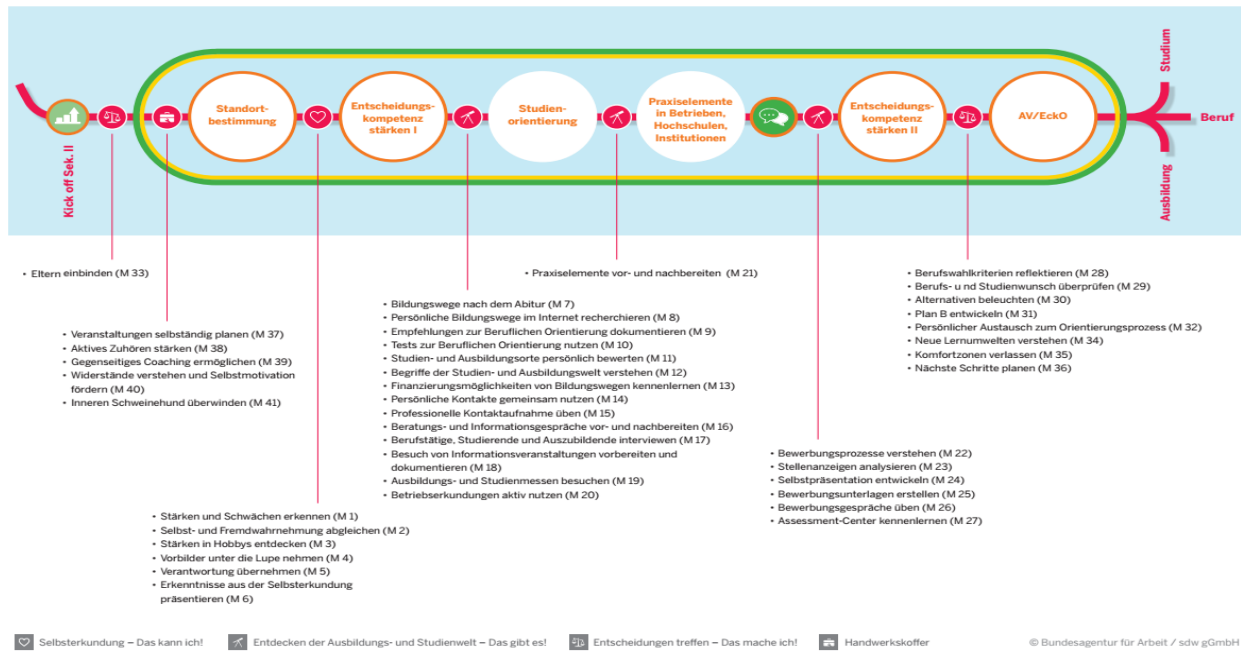 Kick off Sek. II
Standort-
bestimmung
Entscheidungs-
kompetenz
stärken I
Studien-
orientierung
Praxiselemente
in Betrieben,
Hochschulen,
Institutionen
Entscheidungs-
kompetenz
stärken II
AV/EckO
Studium
Beruf
Ausbildung
• Eltern einbinden (M 33)
• Veranstaltungen selbständig planen (M 37)
• Aktives Zuhören stärken (M 38)
• Gegenseitiges Coaching ermöglichen (M 39)
• Widerstände verstehen und Selbstmotivation
fördern (M 40)
• Inneren Schweinehund überwinden (M 41)
• Stärken und Schwächen erkennen (M 1)
• Selbst- und Fremdwahrnehmung abgleichen (M 2)
• Stärken in Hobbys entdecken (M 3)
• Vorbilder unter die Lupe nehmen (M 4)
• Verantwortung übernehmen (M 5)
• Erkenntnisse aus der Selbsterkundung
präsentieren (M 6)
• Bildungswege nach dem Abitur (M 7)
• Persönliche Bildungswege im Internet recherchieren (M 8)
• Empfehlungen zur Beruflichen Orientierung dokumentieren (M 9)
• Tests zur Beruflichen Orientierung nutzen (M 10)
• Studien- und Ausbildungsorte persönlich bewerten (M 11)
• Begriffe der Studien- und Ausbildungswelt verstehen (M 12)
• Finanzierungsmöglichkeiten von Bildungswegen kennenlernen (M 13)
• Persönliche Kontakte gemeinsam nutzen (M 14)
• Professionelle Kontaktaufnahme üben (M 15)
• Beratungs- und Informationsgespräche vor- und nachbereiten (M 16)
• Berufstätige, Studierende und Auszubildende interviewen (M 17)
• Besuch von Informationsveranstaltungen vorbereiten und
dokumentieren (M 18)
• Ausbildungs- und Studienmessen besuchen (M 19)
• Betriebserkundungen aktiv nutzen (M 20)
• Praxiselemente vor- und nachbereiten (M 21)
• Bewerbungsprozesse verstehen (M 22)
• Stellenanzeigen analysieren (M 23)
• Selbstpräsentation entwickeln (M 24)
• Bewerbungsunterlagen erstellen (M 25)
• Bewerbungsgespräche üben (M 26)
• Assessment-Center kennenlernen (M 27)
• Berufswahlkriterien reflektieren (M 28)
• Berufs- u nd Studienwunsch überprüfen (M 29)
• Alternativen beleuchten (M 30)
• Plan B entwickeln (M 31)
• Persönlicher Austausch zum Orientierungsprozess (M 32)
• Neue Lernumwelten verstehen (M 34)
• Komfortzonen verlassen (M 35)
• Nächste Schritte planen (M 36)
Selbsterkundung – Das kann ich!
Entdecken der Ausbildungs- und Studienwelt – Das gibt es!
Entscheidungen treffen – Das mache ich!
Handwerkskoffer
© Bundesagentur für Arbeit / sdw gGmbH